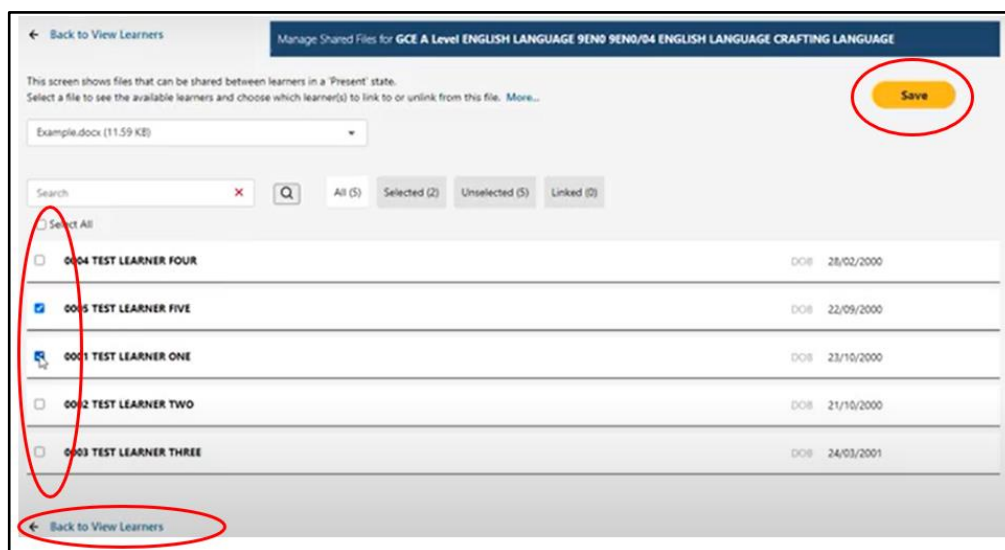 ← Back to View Learners
Manage Shared Files for GCE A Level ENGLISH LANGUAGE 9EN0 9EN0/04 ENGLISH LANGUAGE CRAFTING LANGUAGE
This screen shows files that can be shared between learners in a 'Present' state.
Select a file to see the available learners and choose which learner(s) to link to or unlink from this file. More...
Save
Example.docx (11.59 KB)
Search
All (5) Selected (2) Unselected (5) Linked (0)
Select All
0004 TEST LEARNER FOUR DOB 28/02/2000
0005 TEST LEARNER FIVE DOB 22/09/2000
0001 TEST LEARNER ONE DOB 23/10/2000
0002 TEST LEARNER TWO DOB 21/10/2000
0003 TEST LEARNER THREE DOB 24/03/2001
← Back to View Learners